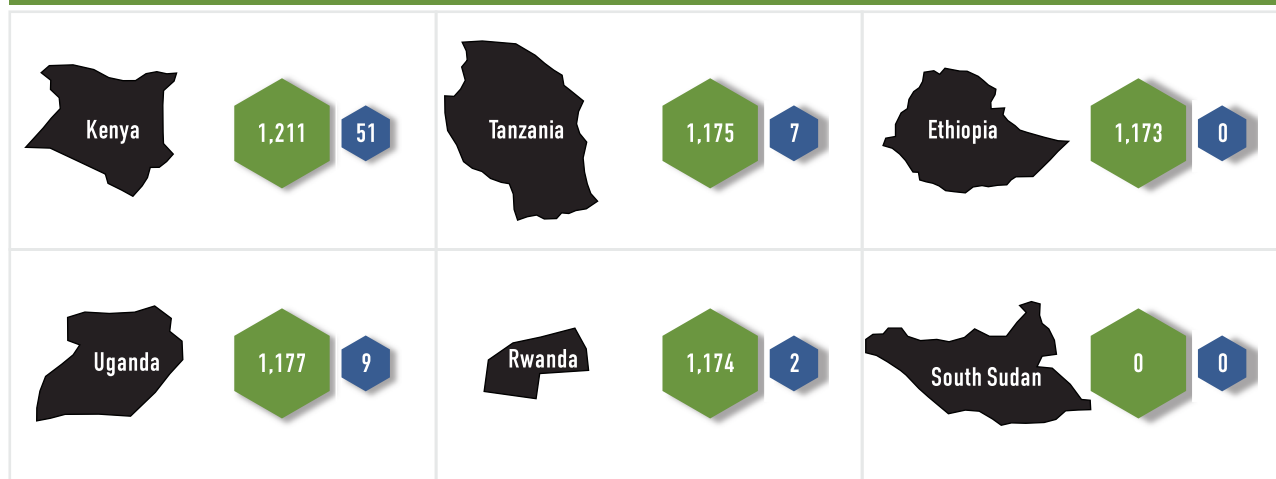 Kenya 1,211 51
Tanzania 1,175 7
Ethiopia 1,173 0
Uganda 1,177 9
Rwanda 1,174 2
South Sudan 0 0